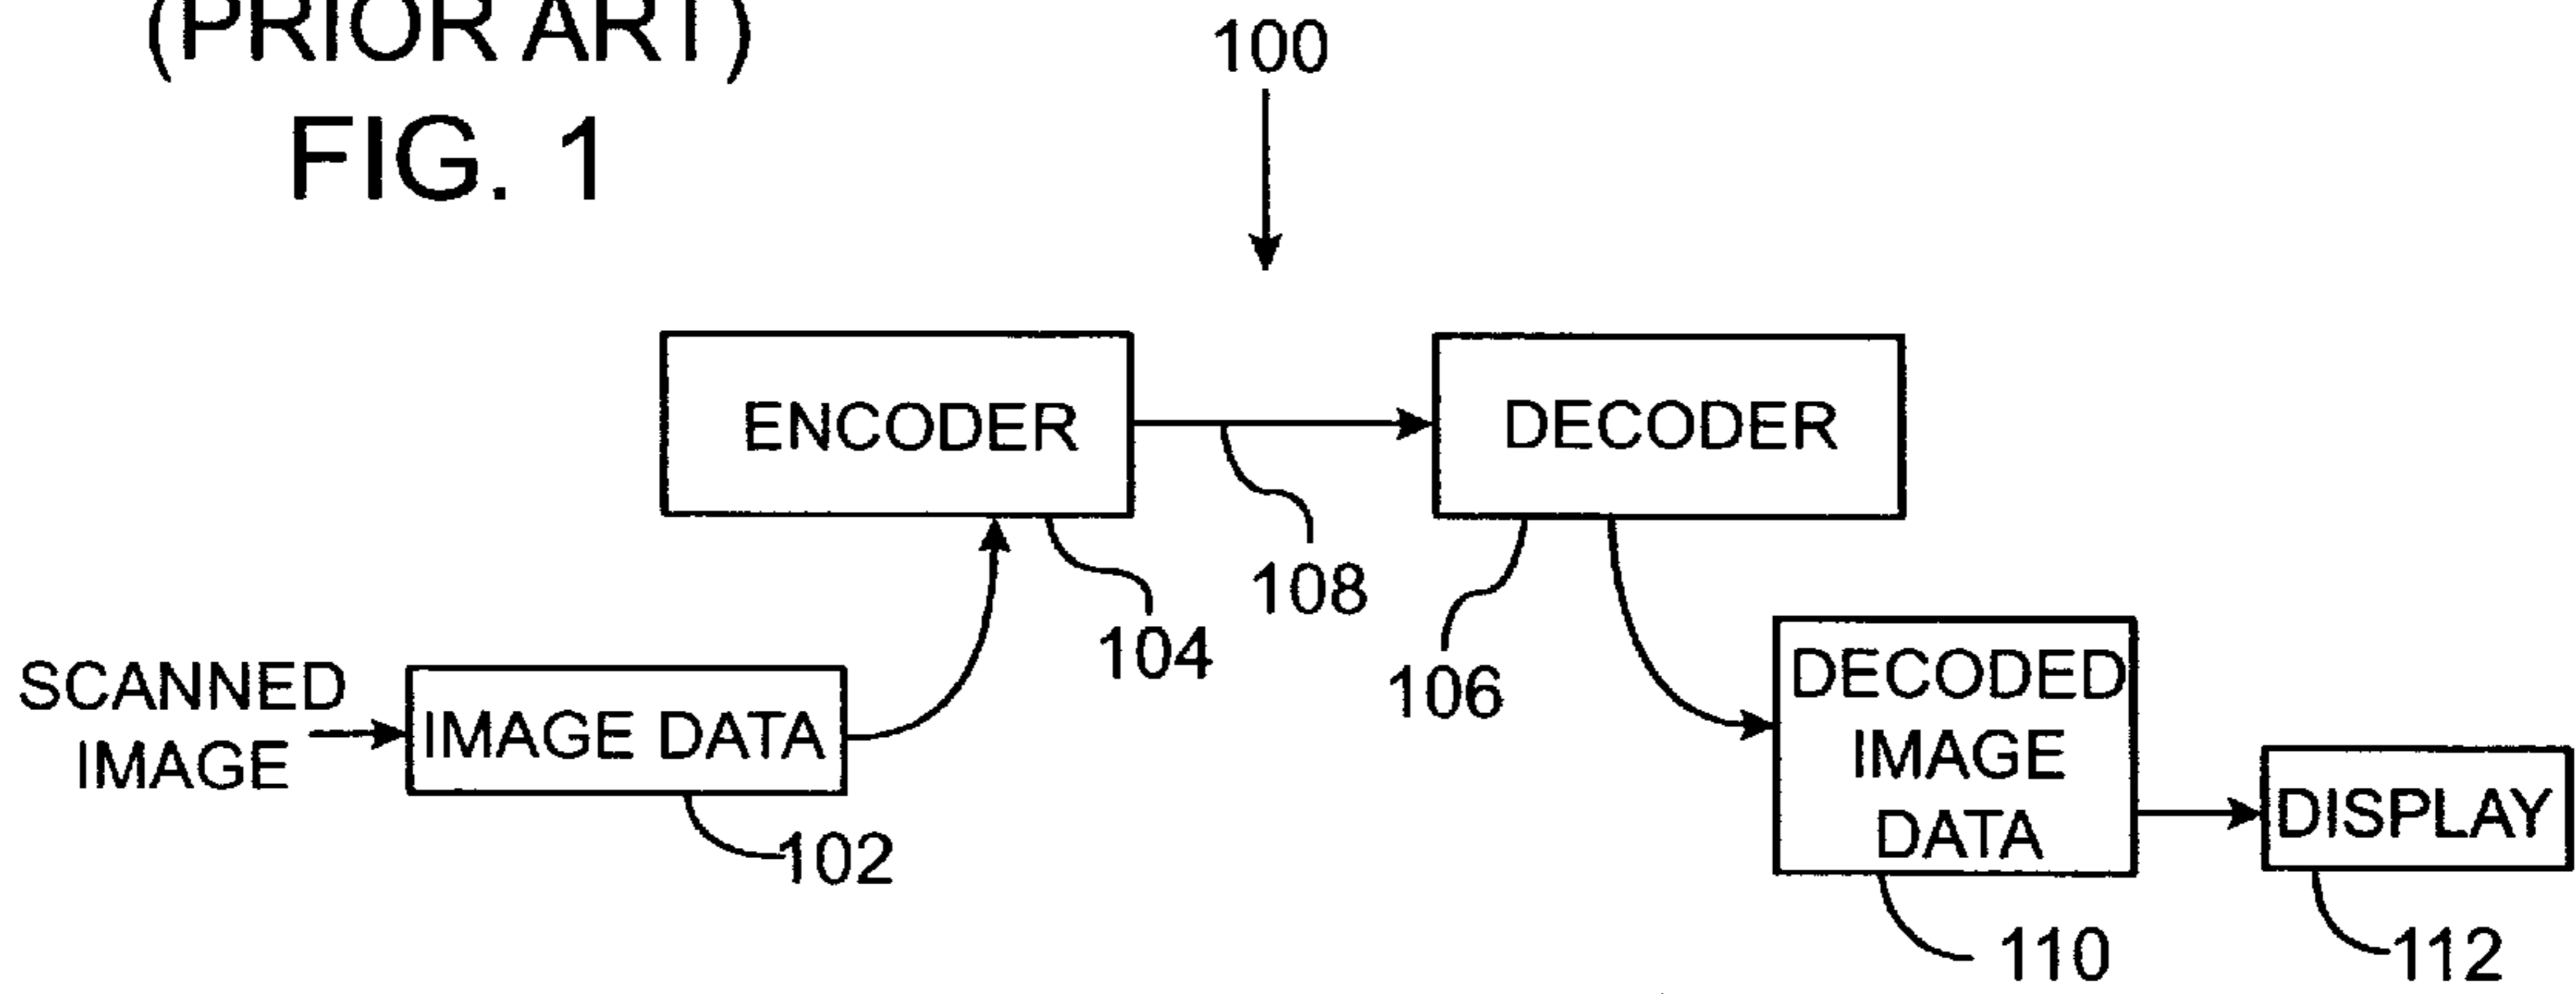 (PRIOR ART)
FIG. 1
100
ENCODER
DECODER
108
104
106
SCANNED
IMAGE
IMAGE DATA
102
DECODED
IMAGE
DATA
DISPLAY
110
112